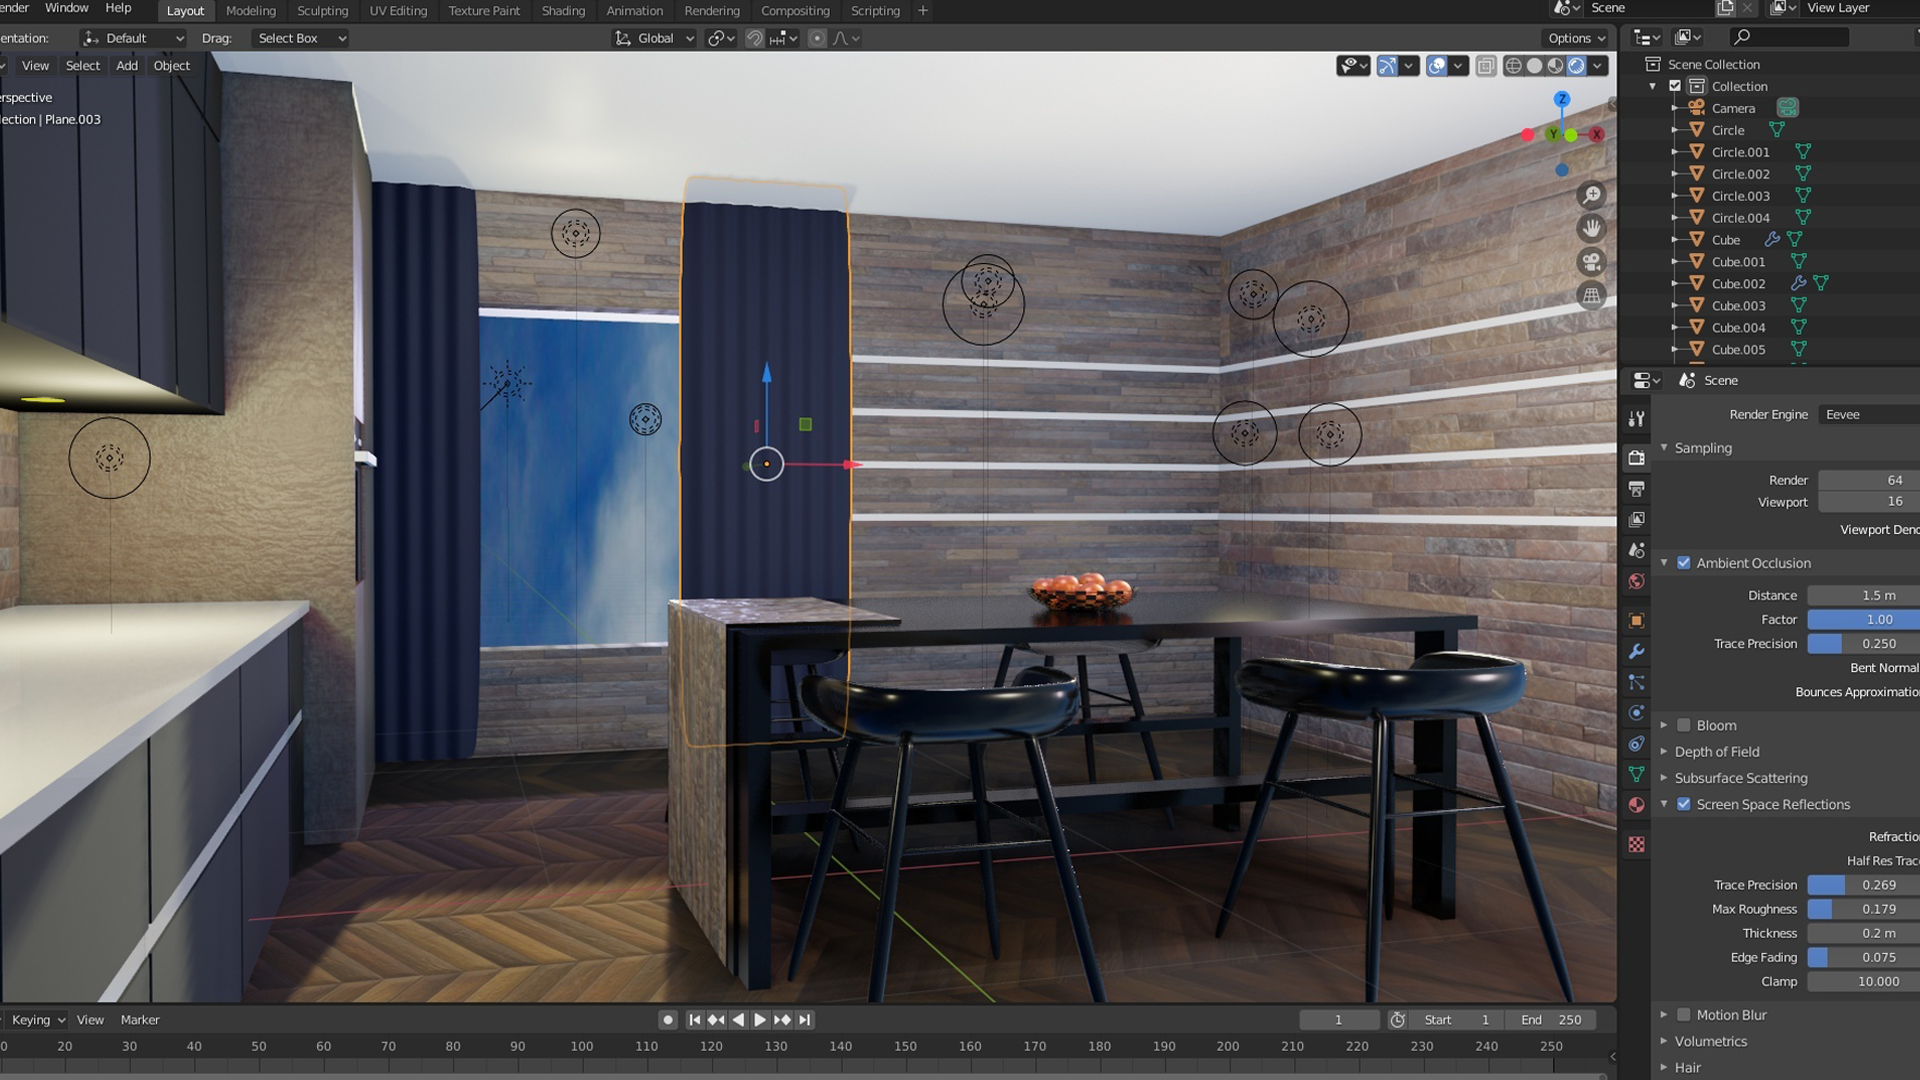 ender Window Help Layout Modeling Sculpting UV Editing Texture Paint Shading Animation Rendering Compositing Scripting + Scene View Layer
entation: Default Drag: Select Box Global Options
View Select Add Object
erspective
ection | Plane.003
Z
Y X
Scene Collection
Collection
Camera
Circle
Circle.001
Circle.002
Circle.003
Circle.004
Cube
Cube.001
Cube.002
Cube.003
Cube.004
Cube.005
Scene
Render Engine Eevee
Sampling
Render 64
Viewport 16
Viewport Deno
Ambient Occlusion
Distance 1.5 m
Factor 1.00
Trace Precision 0.250
Bent Normal
Bounces Approximation
Bloom
Depth of Field
Subsurface Scattering
Screen Space Reflections
Refraction
Half Res Trace
Trace Precision 0.269
Max Roughness 0.179
Thickness 0.2 m
Edge Fading 0.075
Clamp 10.000
Motion Blur
Volumetrics
Hair
Keying View Marker 1 Start 1 End 250
0 20 30 40 50 60 70 80 90 100 110 120 130 140 150 160 170 180 190 200 210 220 230 240 250